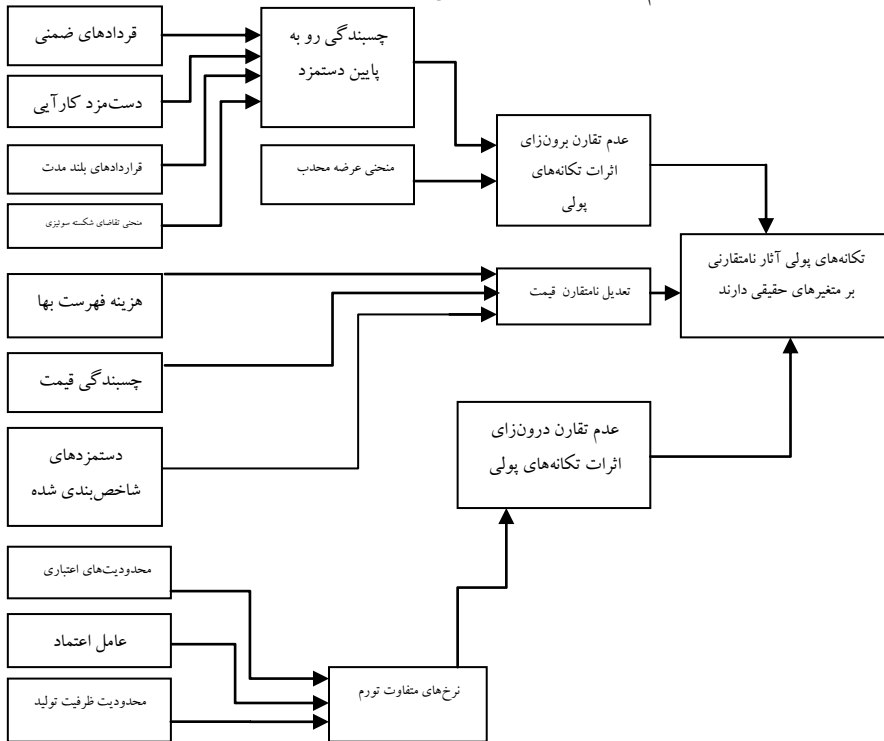 قردادهای ضمنی
چسبندگی رو به
پایین دستمزد
دست‌مزد کارآیی
عدم تقارن برون‌زای
اثرات تکانه‌های
پولی
قراردادهای بلند مدت
منحنی عرضه محدب
منحنی تقاضای شکسته سوئیزی
تکانه‌های پولی آثار نامتقارنی
بر متغیرهای حقیقی دارند
هزینه فهرست بها
تعدیل نامتقارن قیمت
چسبندگی قیمت
عدم تقارن درون‌زای
اثرات تکانه‌های پولی
دستمزدهای
شاخص‌بندی شده
محدودیت‌های اعتباری
عامل اعتماد
نرخ‌های متفاوت تورم
محدودیت ظرفیت تولید